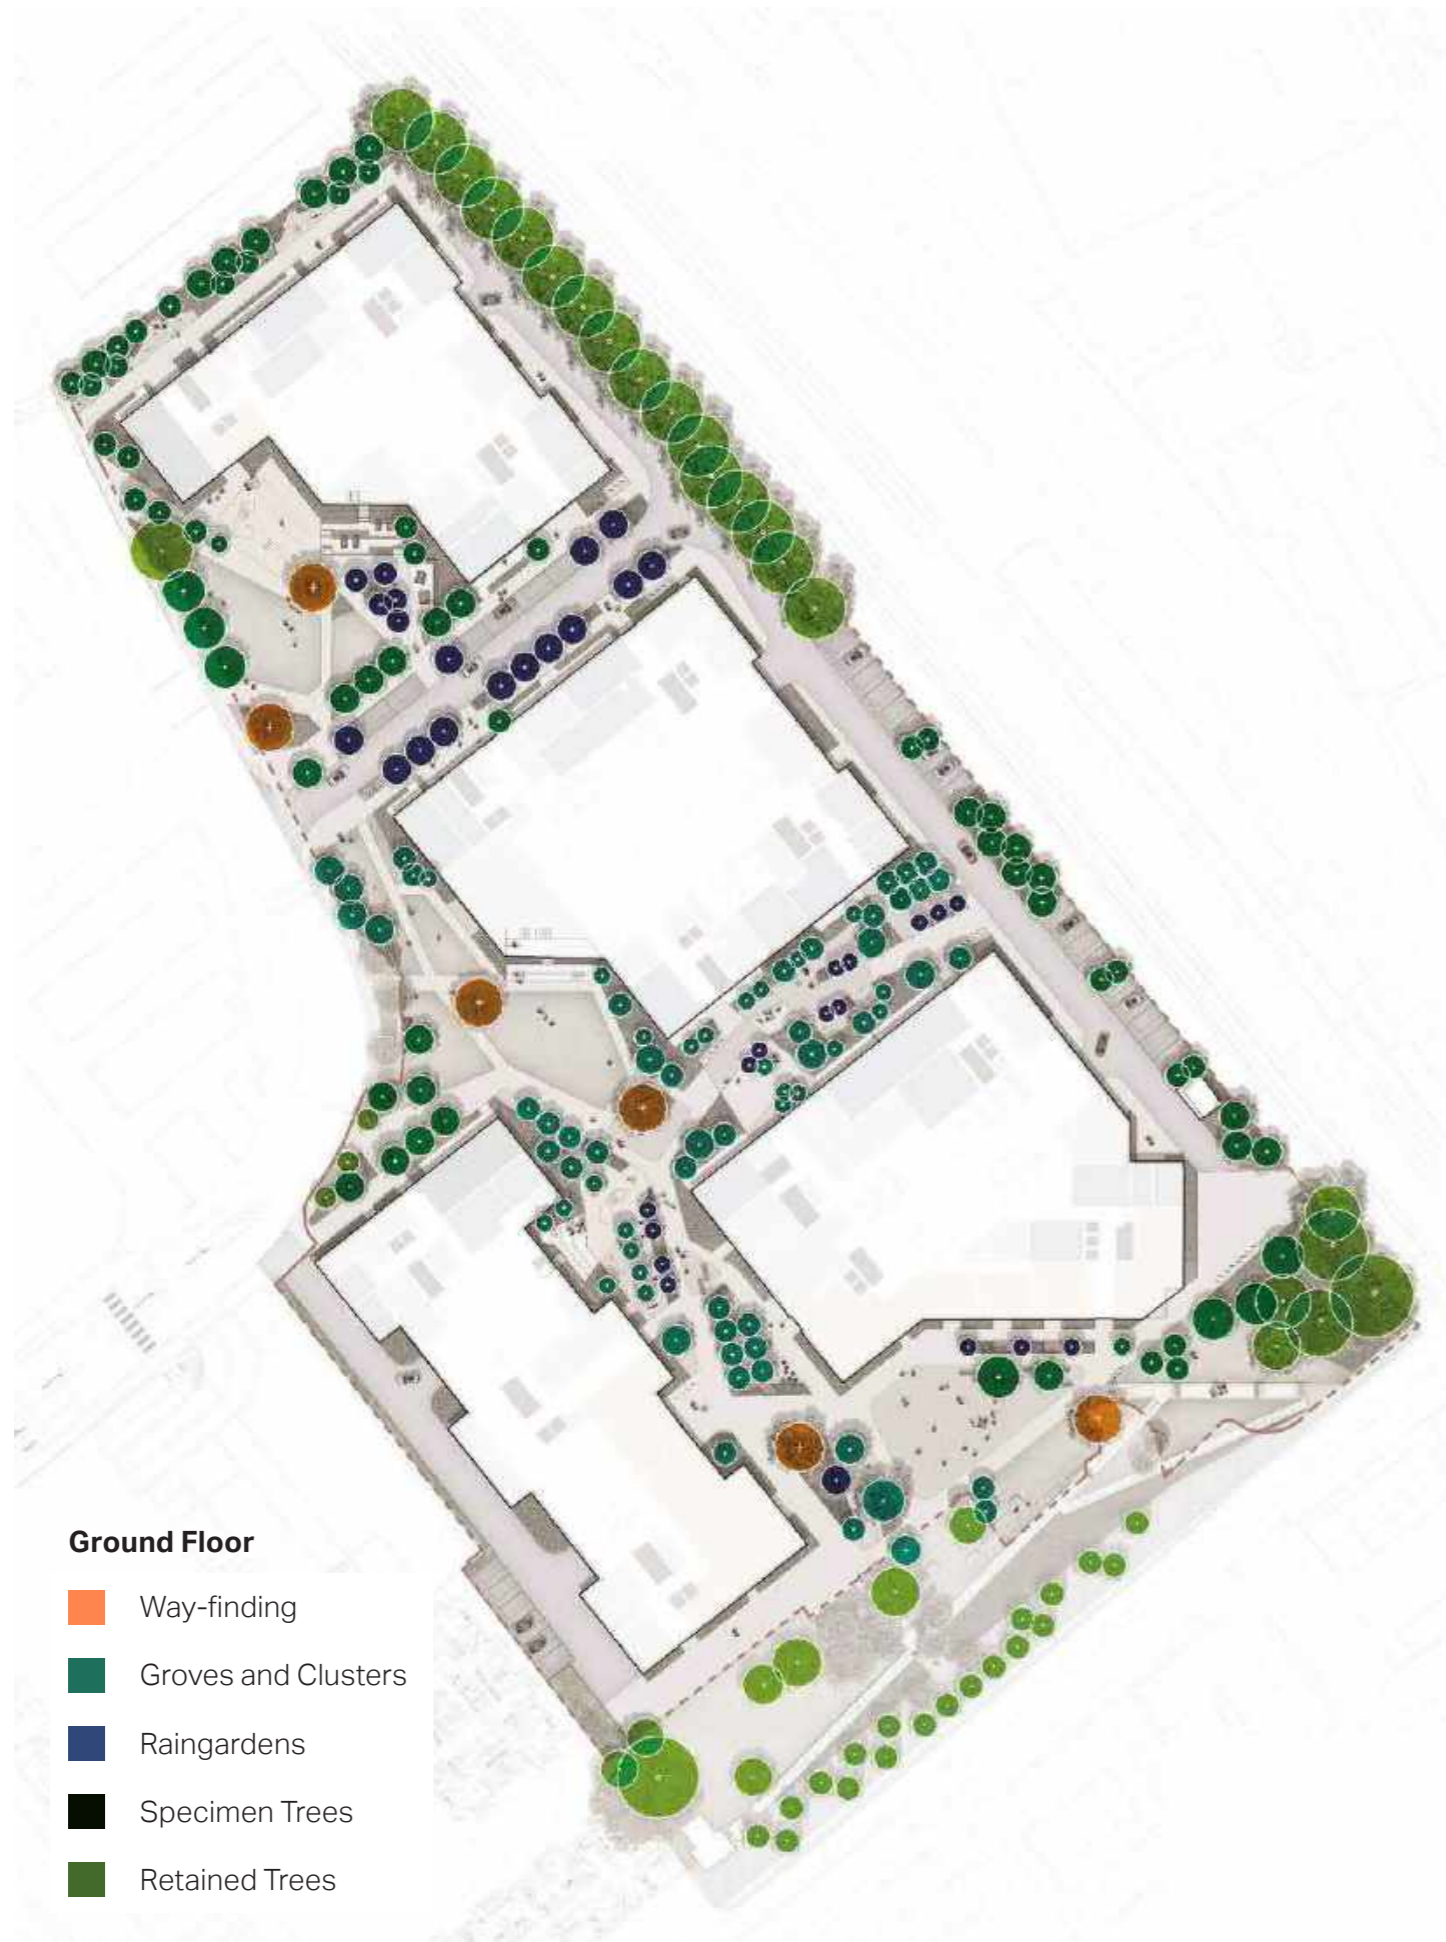 Ground Floor
Way-finding
Groves and Clusters
Raingardens
Specimen Trees
Retained Trees